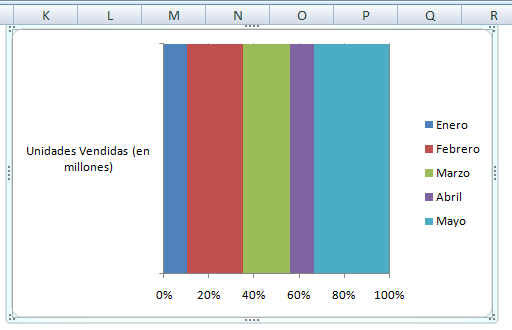 K L M N O P Q R
Unidades Vendidas (en
millones)
Enero
Febrero
Marzo
Abril
Mayo
0% 20% 40% 60% 80% 100%